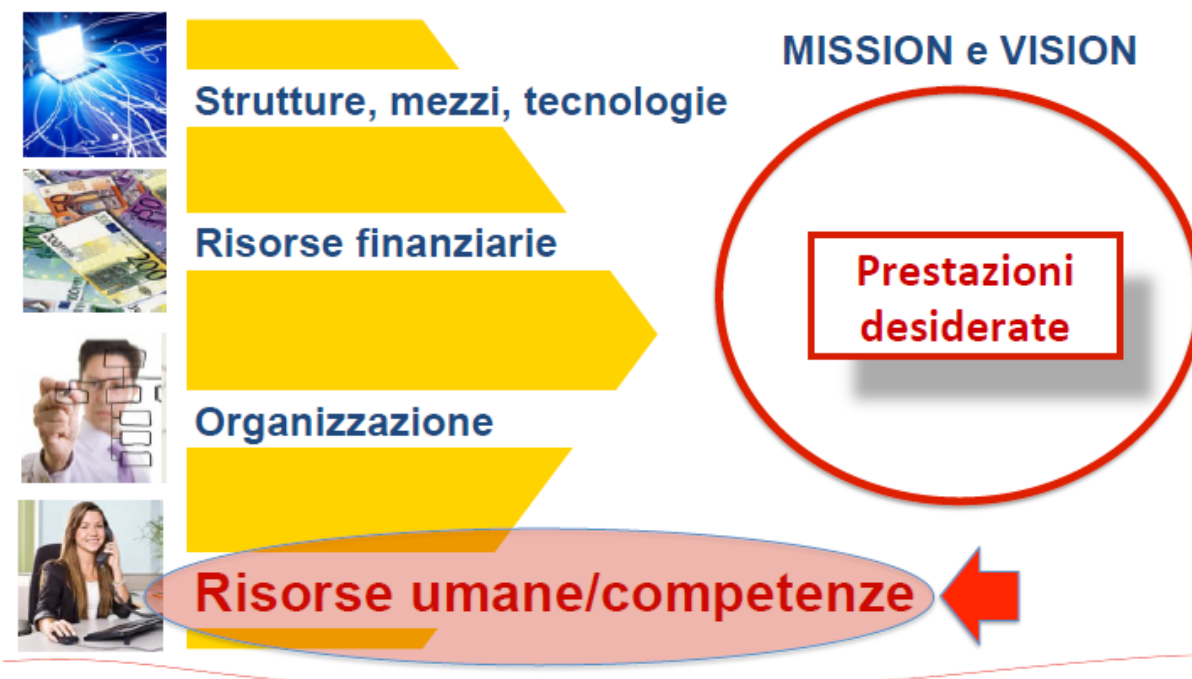 MISSION e VISION
Strutture, mezzi, tecnologie
Risorse finanziarie
Prestazioni
desiderate
Organizzazione
Risorse umane/competenze